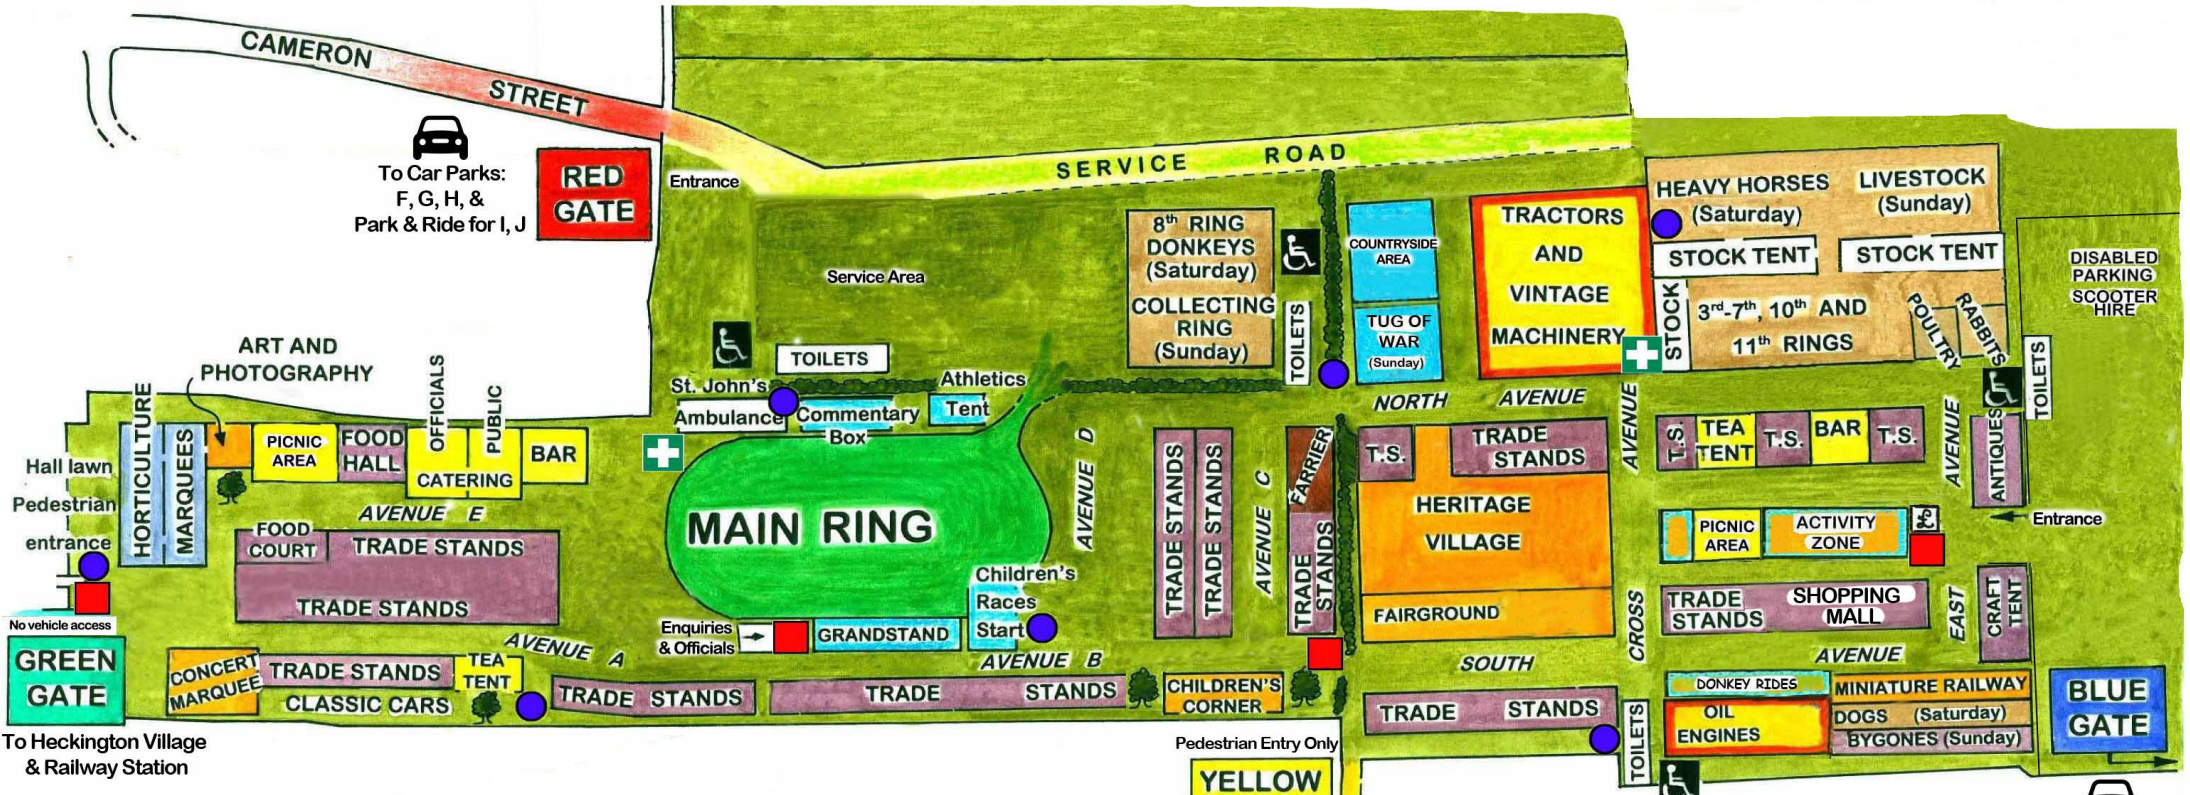 CAMERON
STREET
To Car Parks:
F, G, H, &
Park & Ride for I, J
RED
GATE
Entrance
SERVICE ROAD
Service Area
8th RING
DONKEYS
(Saturday)
COLLECTING
RING
(Sunday)
TOILETS
COUNTRYSIDE
AREA
TUG OF
WAR
(Sunday)
TRACTORS
AND
VINTAGE
MACHINERY
HEAVY HORSES
(Saturday)
LIVESTOCK
(Sunday)
STOCK TENT
STOCK TENT
STOCK
3rd-7th, 10th AND
11th RINGS
POULTRY
RABBITS
DISABLED
PARKING
SCOOTER
HIRE
TOILETS
ART AND
PHOTOGRAPHY
TOILETS
St. John's
Ambulance
Commentary
Box
Athletics
Tent
NORTH AVENUE
Hall lawn
Pedestrian
entrance
HORTICULTURE
MARQUEES
PICNIC
AREA
FOOD
HALL
OFFICIALS
PUBLIC
CATERING
BAR
AVENUE E
FOOD
COURT
TRADE STANDS
TRADE STANDS
MAIN RING
AVENUE D
TRADE STANDS
TRADE STANDS
AVENUE C
FARRIER
TRADE
STANDS
T.S.
TRADE
STANDS
HERITAGE
VILLAGE
FAIRGROUND
AVENUE
CROSS
T.S.
TEA
TENT
T.S.
BAR
T.S.
AVENUE
EAST
ANTIQUES
Entrance
PICNIC
AREA
ACTIVITY
ZONE
TRADE
STANDS
SHOPPING
MALL
CRAFT
TENT
Children's
Races
Start
Enquiries
& Officials
GRANDSTAND
No vehicle access
GREEN
GATE
To Heckington Village
& Railway Station
CONCERT
MARQUEE
TRADE STANDS
CLASSIC CARS
TEA
TENT
AVENUE A
AVENUE B
TRADE STANDS
TRADE STANDS
CHILDREN'S
CORNER
SOUTH AVENUE
TRADE STANDS
TOILETS
DONKEY RIDES
MINIATURE RAILWAY
OIL
ENGINES
DOGS (Saturday)
BYGONES (Sunday)
BLUE
GATE
Pedestrian Entry Only
YELLOW